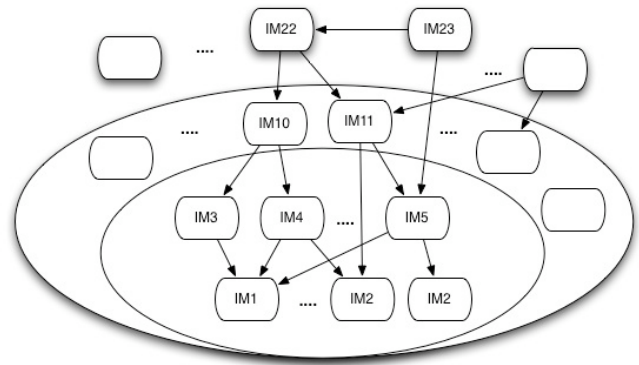 IM22 IM23
....
....
IM10 IM11
.... ....
IM3 IM4 .... IM5
IM1 .... IM2 IM2